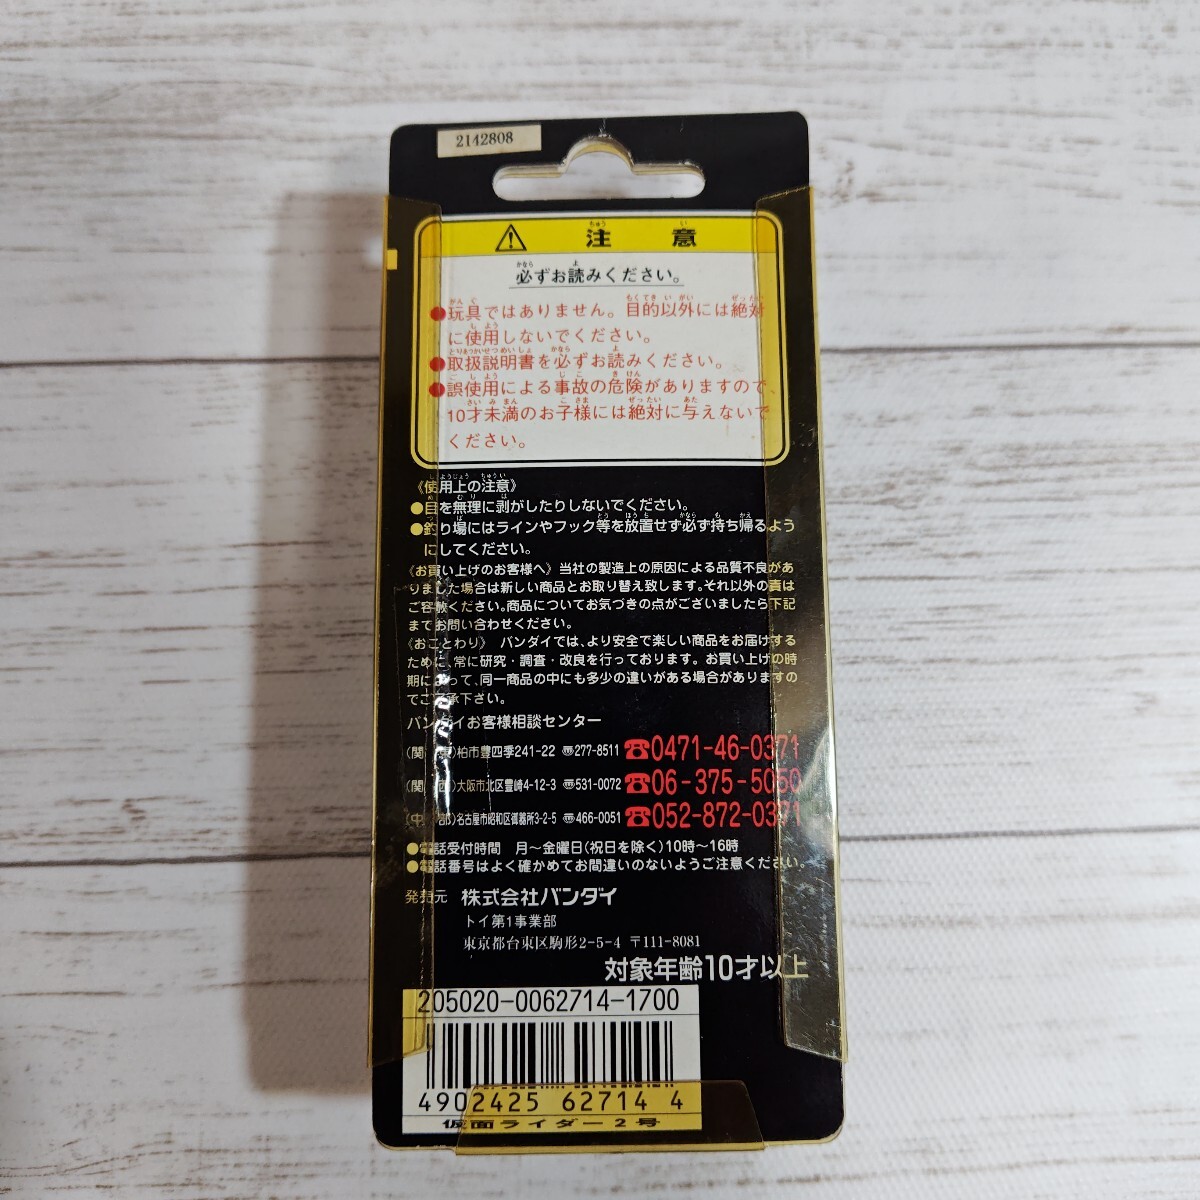 2142808
注意
必ずお読みください。
●玩具ではありません。目的以外には絶対
に使用しないでください。
●取扱説明書を必ずお読みください。
●誤使用による事故の危険がありますので、
10才未満のお子様には絶対に与えないで
ください。
《使用上の注意》
●目を無理に剥がしたりしないでください。
●釣り場にはラインやフック等を放置せず必ず持ち帰るよう
にしてください。
《お買い上げのお客様へ》当社の製造上の原因による品質不良があ
りました場合は新しい商品とお取り替え致します。それ以外の責は
ご容赦ください。商品についてお気づきの点がございましたら下記
までお問い合わせください。
《おことわり》 バンダイでは、より安全で楽しい商品をお届けする
ために、常に研究・調査・改良を行っております。お買い上げの時
期によって、同一商品の中にも多少の違いがある場合がありますの
でご了承下さい。
バンダイお客様相談センター
(関 東)柏市豊四季241-22 〠277-8511 ☎0471-46-0371
(関 西)大阪市北区豊崎4-12-3 〠531-0072 ☎06-375-5050
(中 部)名古屋市昭和区御器所3-2-5 〠466-0051 ☎052-872-0371
●電話受付時間 月〜金曜日(祝日を除く)10時〜16時
●電話番号はよく確かめてお間違いのないようご注意ください。
発売元 株式会社バンダイ
トイ第1事業部
東京都台東区駒形2-5-4 〒111-8081
対象年齢10才以上
205020-0062714-1700
4902425 62714 4
仮面ライダー2号